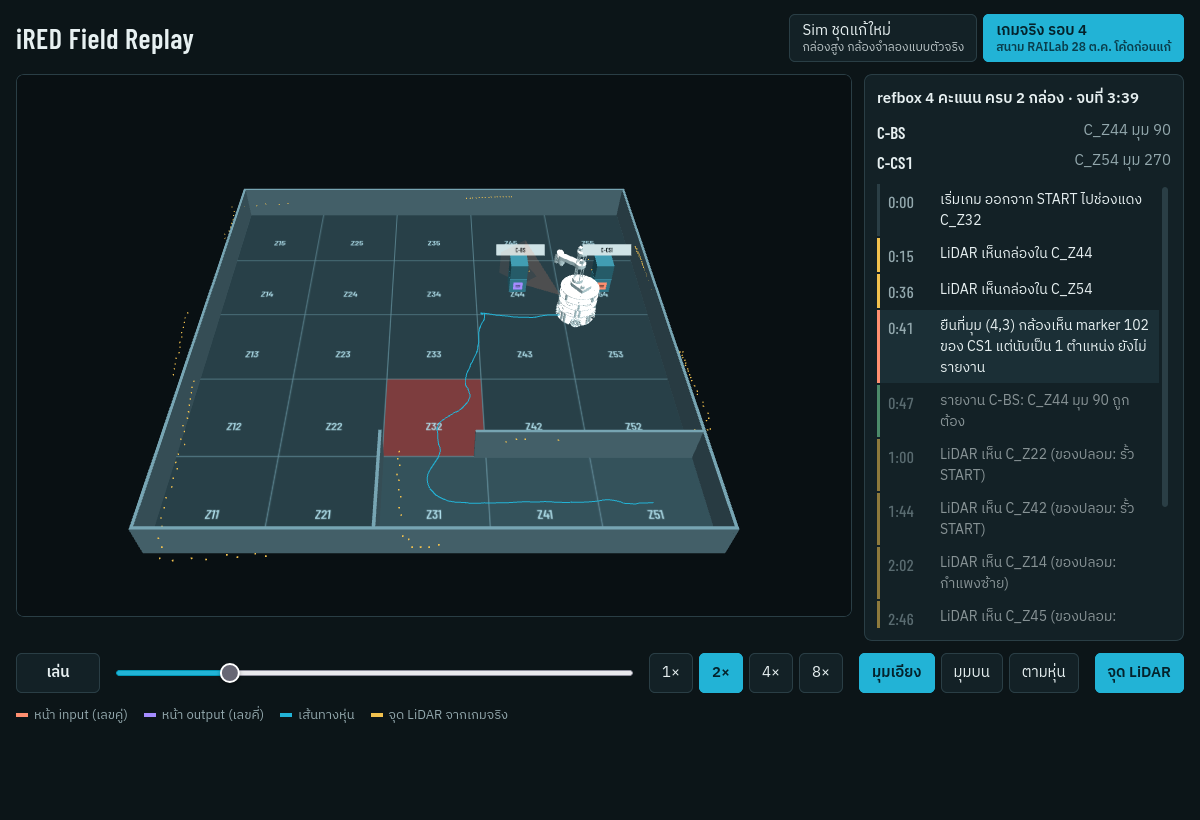 iRED Field Replay
Sim ชุดแก้ใหม่
กล่องสูง กล้องจำลองแบบตัวจริง
เกมจริง รอบ 4
สนาม RAILab 28 ต.ค. โค้ดก่อนแก้
refbox 4 คะแนน ครบ 2 กล่อง · จบที่ 3:39
C-BS C_Z44 มุม 90
C-CS1 C_Z54 มุม 270
0:00 เริ่มเกม ออกจาก START ไปช่องแดง
C_Z32
0:15 LiDAR เห็นกล่องใน C_Z44
0:36 LiDAR เห็นกล่องใน C_Z54
0:41 ยืนที่มุม (4,3) กล้องเห็น marker 102
ของ CS1 แต่นับเป็น 1 ตำแหน่ง ยังไม่
รายงาน
0:47 รายงาน C-BS: C_Z44 มุม 90 ถูก
ต้อง
1:00 LiDAR เห็น C_Z22 (ของปลอม: รั้ว
START)
1:44 LiDAR เห็น C_Z42 (ของปลอม: รั้ว
START)
2:02 LiDAR เห็น C_Z14 (ของปลอม:
กำแพงซ้าย)
2:46 LiDAR เห็น C_Z45 (ของปลอม:
Z15 Z25 Z35
C-BS C-CS1
Z14 Z24 Z34 Z44
Z13 Z23 Z33 Z43 Z53
Z12 Z22 Z32 Z42 Z52
Z11 Z21 Z31 Z41 Z51
เล่น 1× 2× 4× 8× มุมเอียง มุมบน ตามหุ่น จุด LiDAR
หน้า input (เลขคู่) หน้า output (เลขคี่) เส้นทางหุ่น จุด LiDAR จากเกมจริง